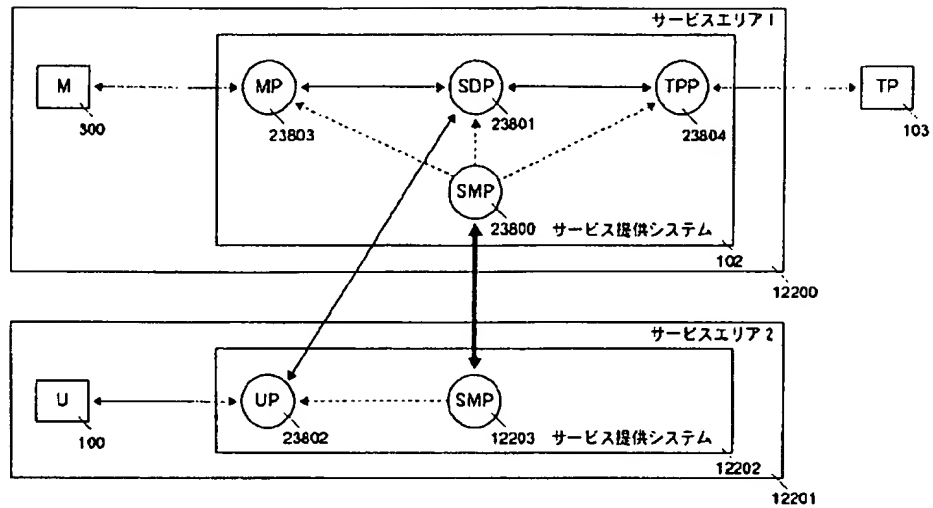 サービスエリア1
M
MP
SDP
TPP
TP
300
23803
23801
23804
103
SMP
23800
サービス提供システム
102
12200
サービスエリア2
U
UP
SMP
100
23802
12203
サービス提供システム
12202
12201